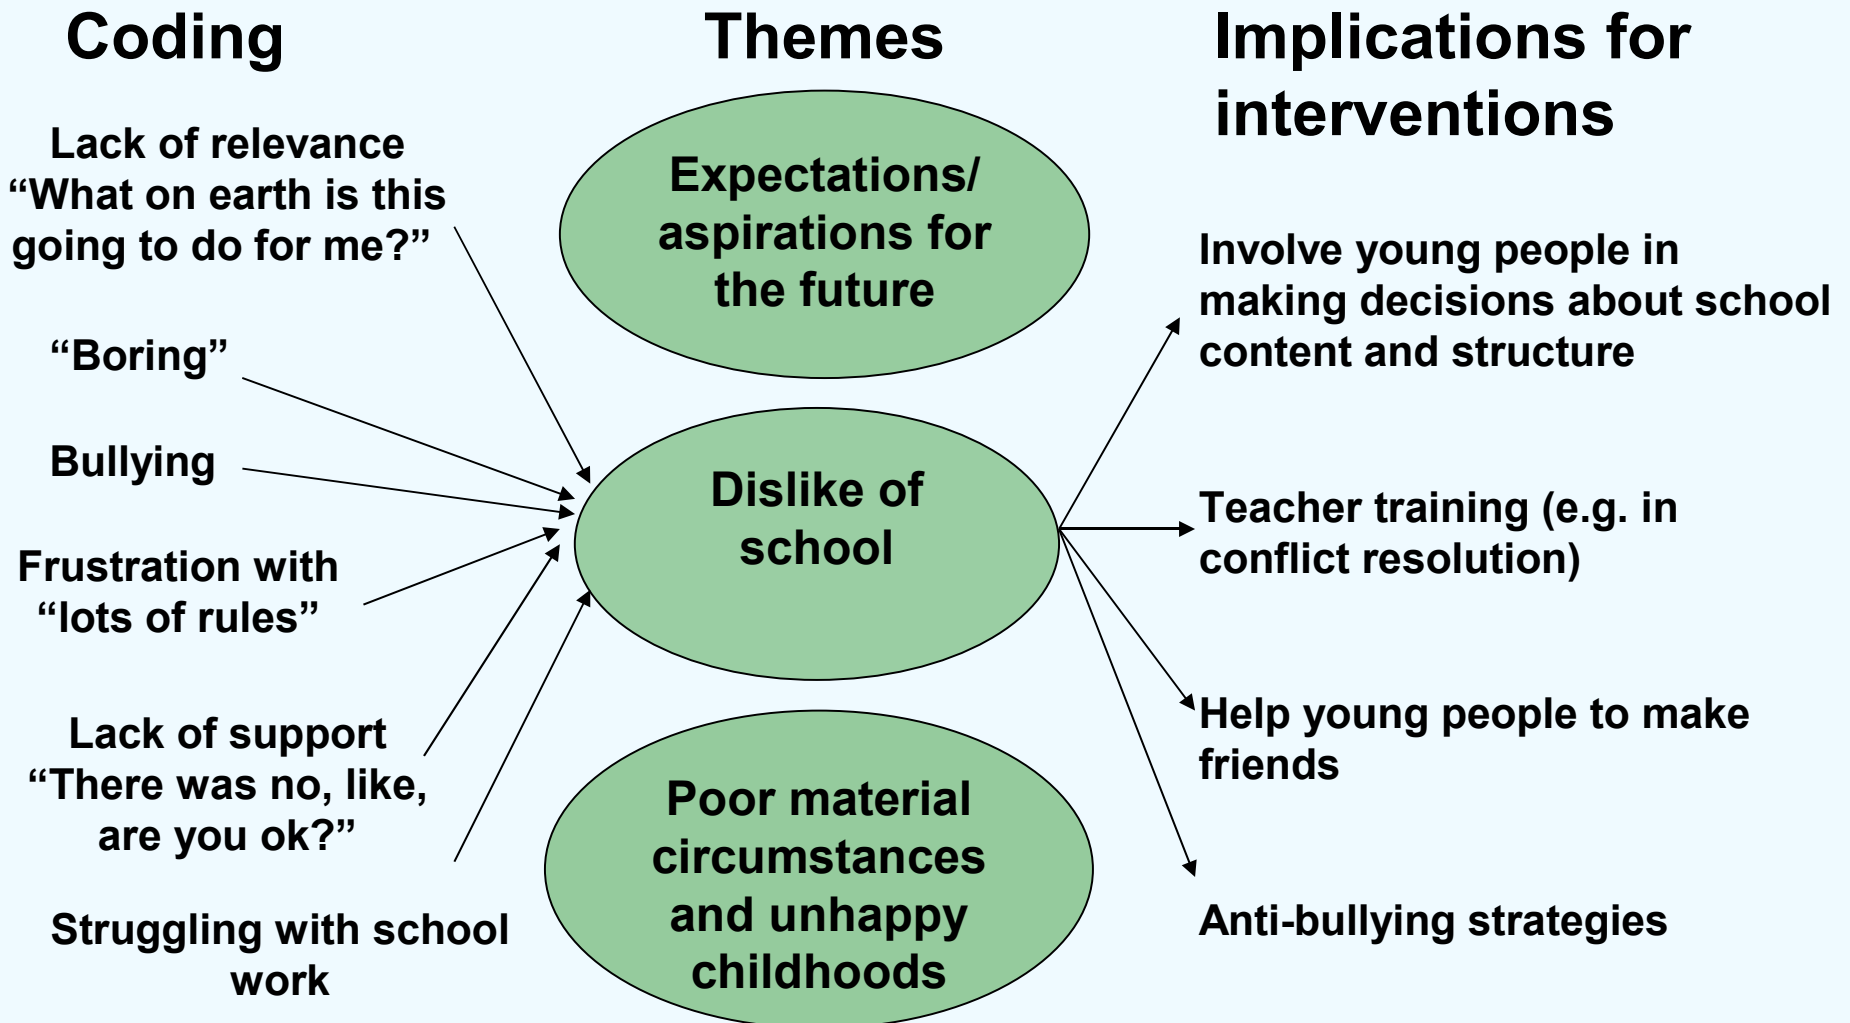 Coding
Themes
Implications for
interventions
Lack of relevance
“What on earth is this
going to do for me?”
“Boring”
Bullying
Frustration with
“lots of rules”
Lack of support
“There was no, like,
are you ok?”
Struggling with school
work
Expectations/
aspirations for
the future
Dislike of
school
Poor material
circumstances
and unhappy
childhoods
Involve young people in
making decisions about school
content and structure
Teacher training (e.g. in
conflict resolution)
Help young people to make
friends
Anti-bullying strategies